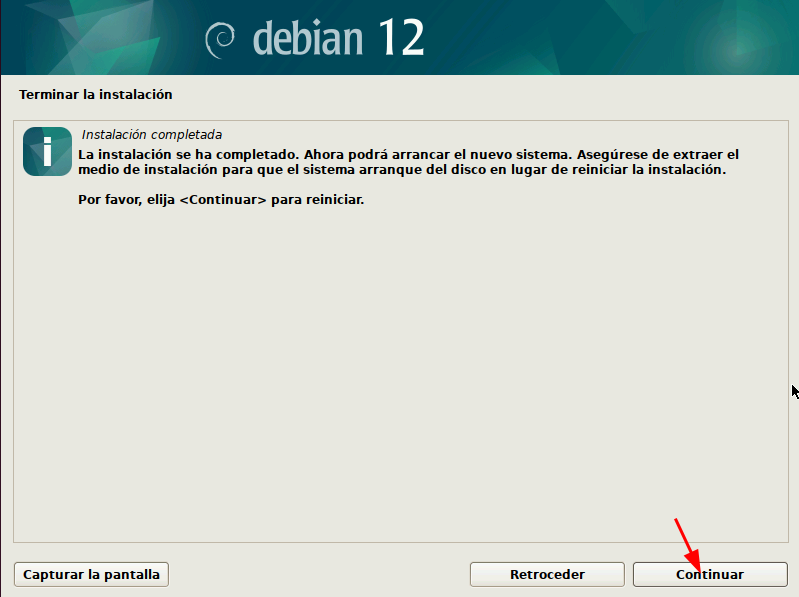 debian 12
Terminar la instalación
Instalación completada
La instalación se ha completado. Ahora podrá arrancar el nuevo sistema. Asegúrese de extraer el
medio de instalación para que el sistema arranque del disco en lugar de reiniciar la instalación.
Por favor, elija <Continuar> para reiniciar.
Capturar la pantalla
Retroceder
Continuar